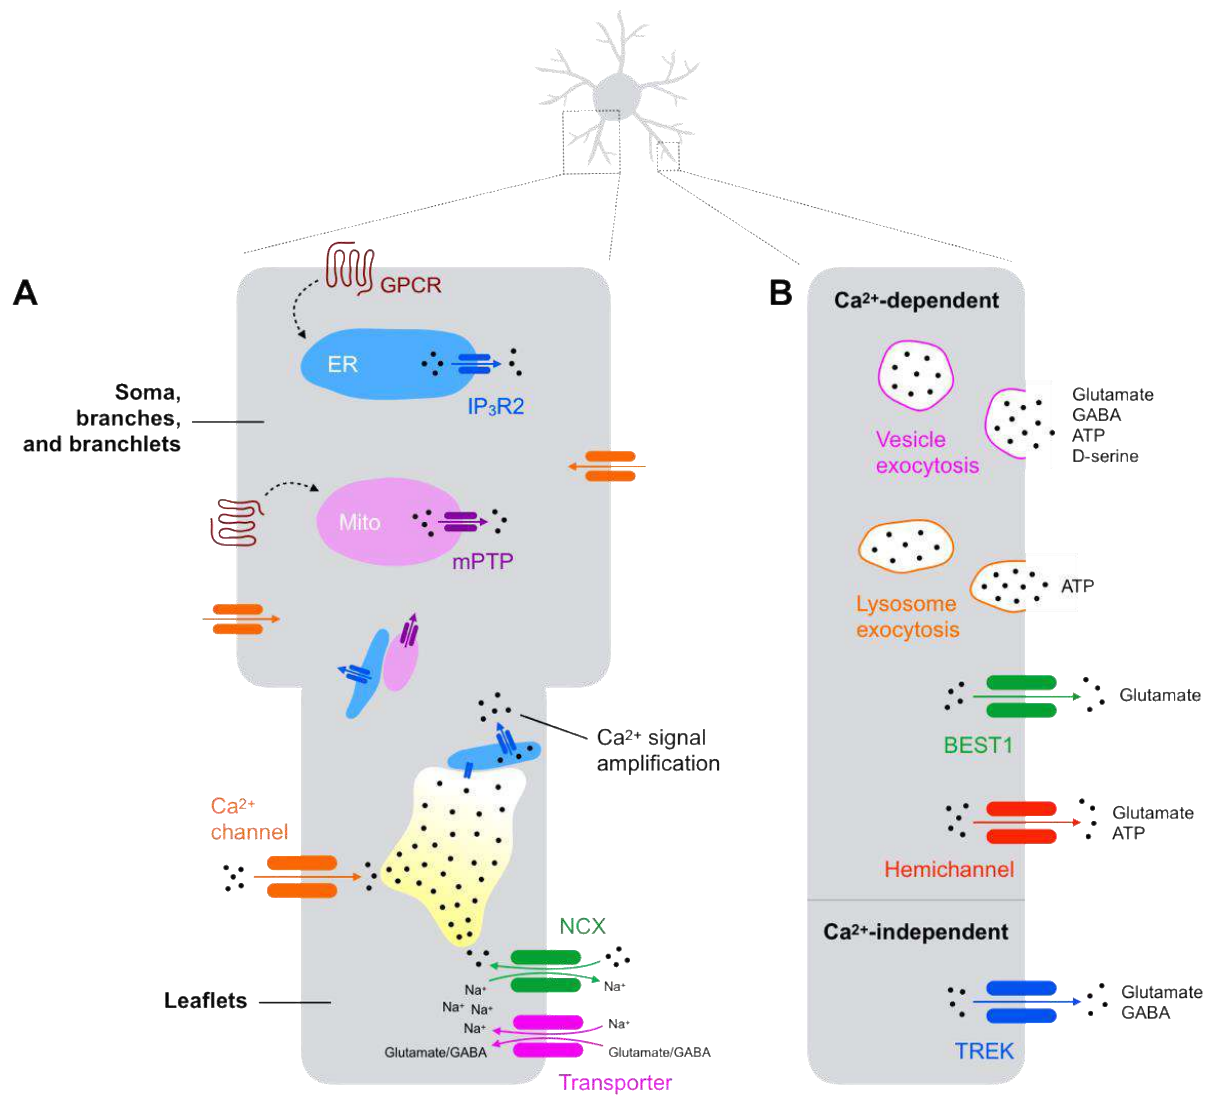 A
GPCR
ER
IP₃R2
Soma,
branches,
and branchlets
Mito
mPTP
Ca²⁺ signal
amplification
Ca²⁺
channel
NCX
Na⁺
Na⁺
Na⁺ Na⁺
Na⁺
Na⁺
Glutamate/GABA
Glutamate/GABA
Transporter
Leaflets
B
Ca²⁺-dependent
Vesicle
exocytosis
Glutamate
GABA
ATP
D-serine
Lysosome
exocytosis
ATP
BEST1
Glutamate
Hemichannel
Glutamate
ATP
Ca²⁺-independent
TREK
Glutamate
GABA